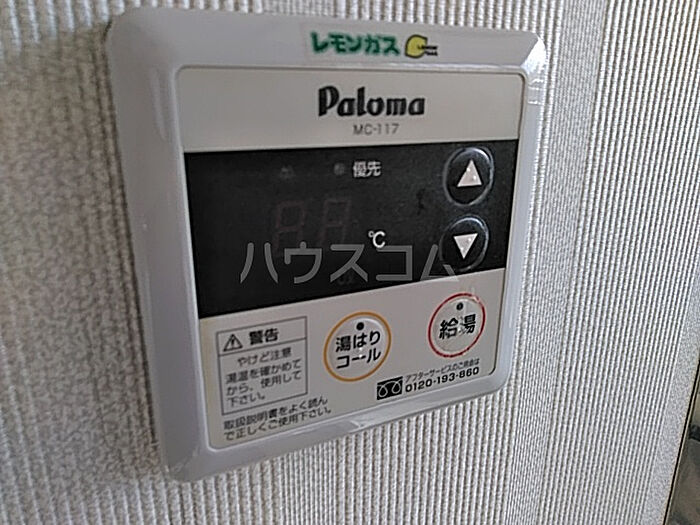 レモンガス
Paloma
MC-117
優先
℃
ハウスコム
警告
やけど注意
湯温を確かめて
から、使用して
下さい。
取扱説明書をよく読ん
で正しくご使用下さい。
湯はり
コール
給湯
アフターサービスのご用命は
0120-193-860